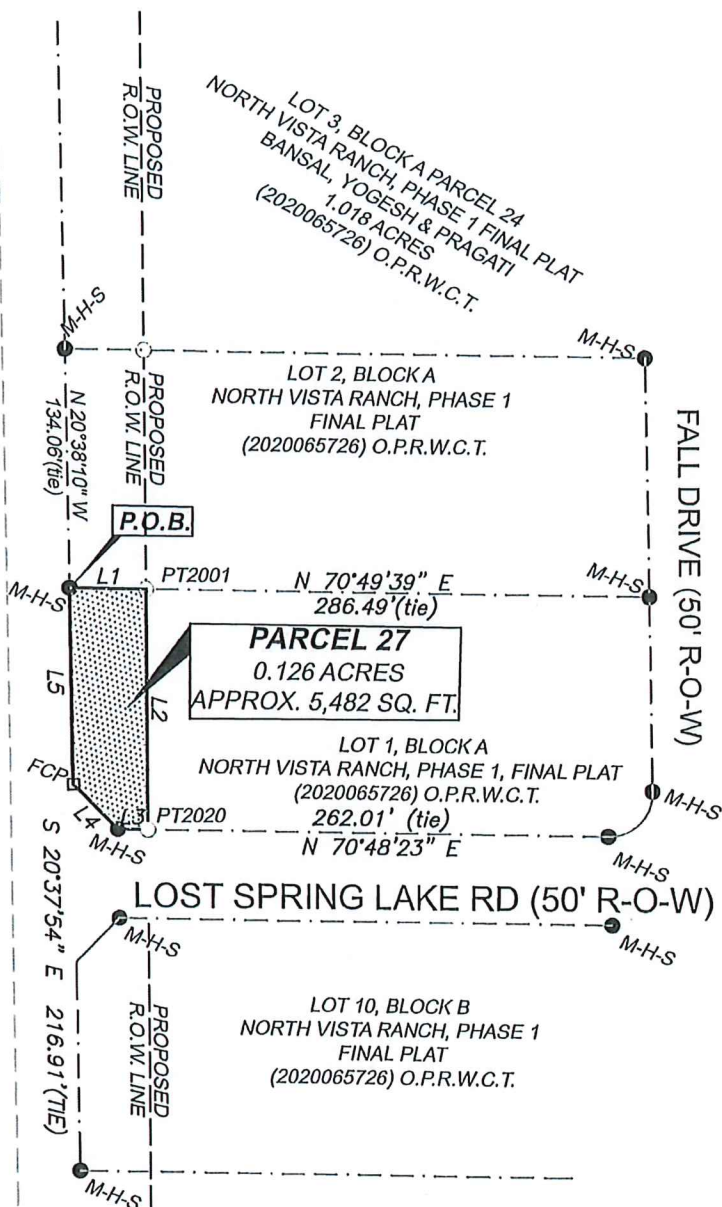 PROPOSED
R.O.W. LINE
LOT 3, BLOCK A PARCEL 24
NORTH VISTA RANCH, PHASE 1 FINAL PLAT
BANSAL, YOGESH & PRAGATI
1.018 ACRES
(2020065726) O.P.R.W.C.T.
M-H-S
M-H-S
LOT 2, BLOCK A
NORTH VISTA RANCH, PHASE 1
FINAL PLAT
(2020065726) O.P.R.W.C.T.
PROPOSED
R.O.W. LINE
N 20°38'10" W
134.06'(tie)
FALL DRIVE (50' R-O-W)
P.O.B.
M-H-S
L1
PT2001
N 70°49'39" E
286.49'(tie)
M-H-S
PARCEL 27
0.126 ACRES
APPROX. 5,482 SQ. FT.
L5
L2
LOT 1, BLOCK A
NORTH VISTA RANCH, PHASE 1, FINAL PLAT
(2020065726) O.P.R.W.C.T.
FCP
L4
L3
PT2020
262.01' (tie)
N 70°48'23" E
M-H-S
M-H-S
M-H-S
LOST SPRING LAKE RD (50' R-O-W)
M-H-S
M-H-S
S 20°37'54" E 216.91'(TIE)
PROPOSED
R.O.W. LINE
LOT 10, BLOCK B
NORTH VISTA RANCH, PHASE 1
FINAL PLAT
(2020065726) O.P.R.W.C.T.
M-H-S